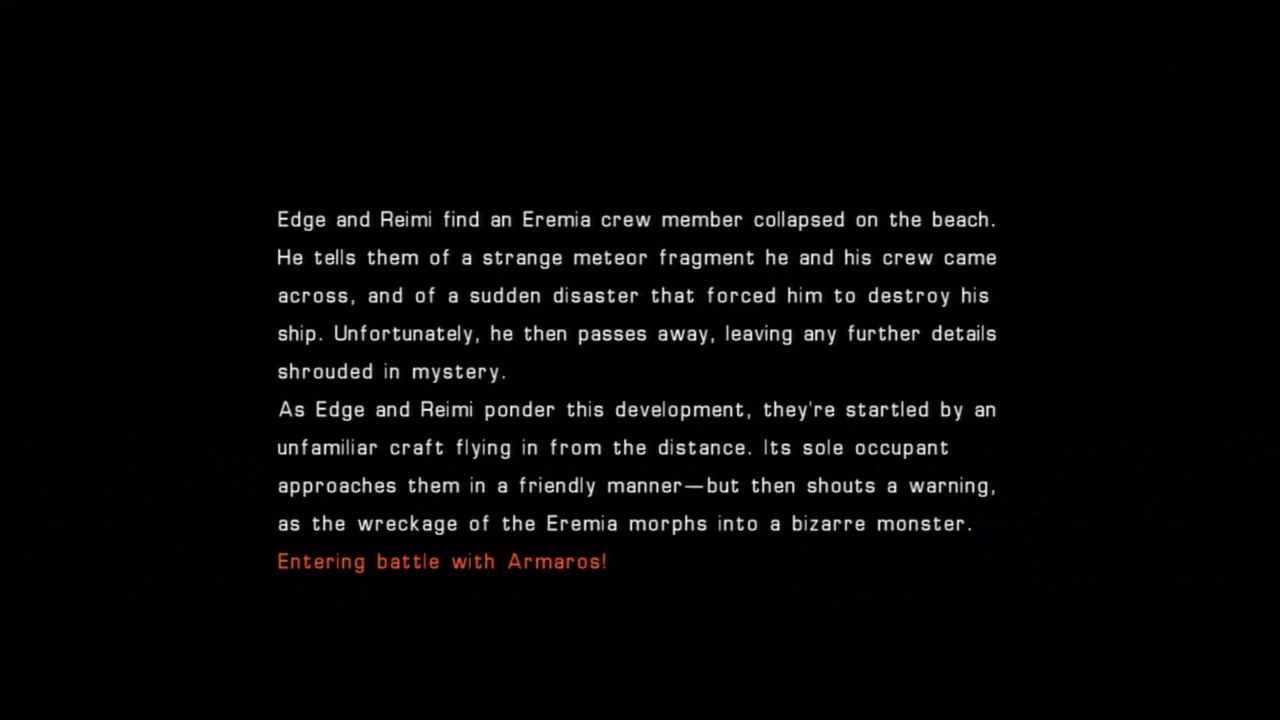 Edge and Reimi find an Eremia crew member collapsed on the beach.
He tells them of a strange meteor fragment he and his crew came
across, and of a sudden disaster that forced him to destroy his
ship. Unfortunately, he then passes away, leaving any further details
shrouded in mystery.
As Edge and Reimi ponder this development, they're startled by an
unfamiliar craft flying in from the distance. Its sole occupant
approaches them in a friendly manner—but then shouts a warning,
as the wreckage of the Eremia morphs into a bizarre monster.
Entering battle with Armaros!